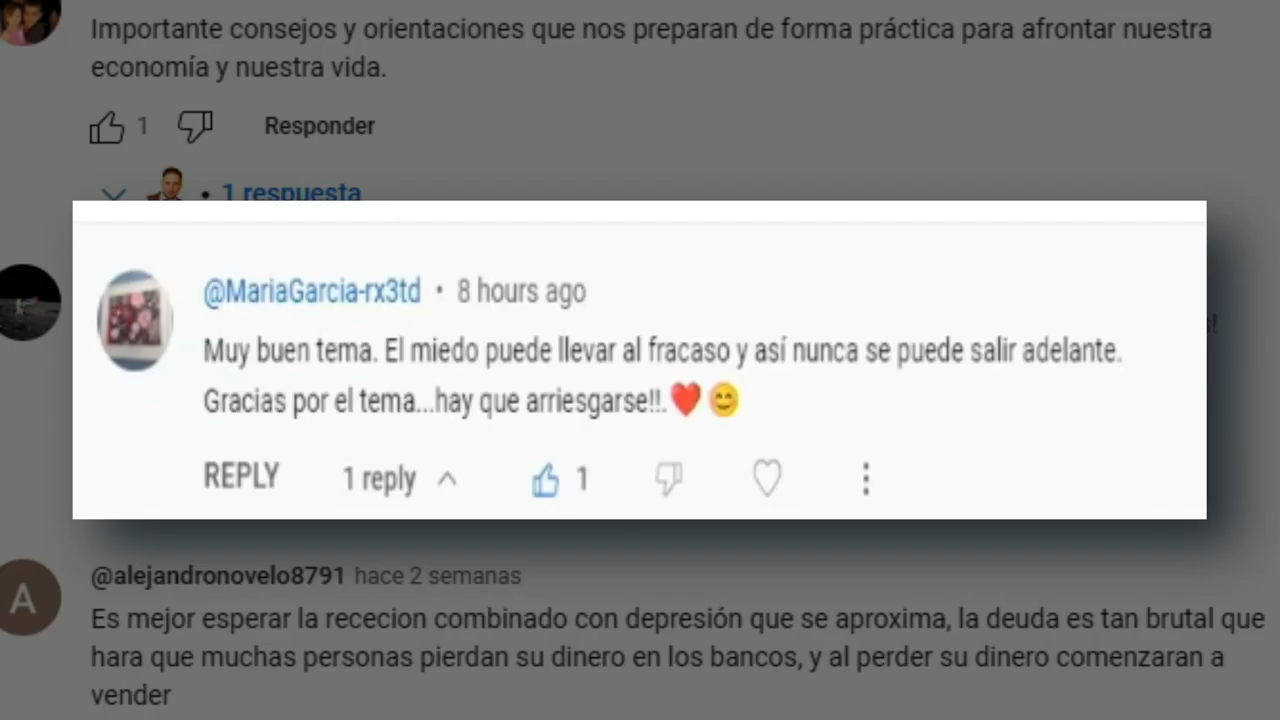 Importante consejos y orientaciones que nos preparan de forma práctica para afrontar nuestra
economía y nuestra vida.
1 Responder
• 1 respuesta
@MariaGarcia-rx3td • 8 hours ago
Muy buen tema. El miedo puede llevar al fracaso y así nunca se puede salir adelante.
Gracias por el tema...hay que arriesgarse!!.❤️😊
REPLY 1 reply 1
@alejandronovelo8791 hace 2 semanas
A
Es mejor esperar la rececion combinado con depresión que se aproxima, la deuda es tan brutal que
hara que muchas personas pierdan su dinero en los bancos, y al perder su dinero comenzaran a
vender